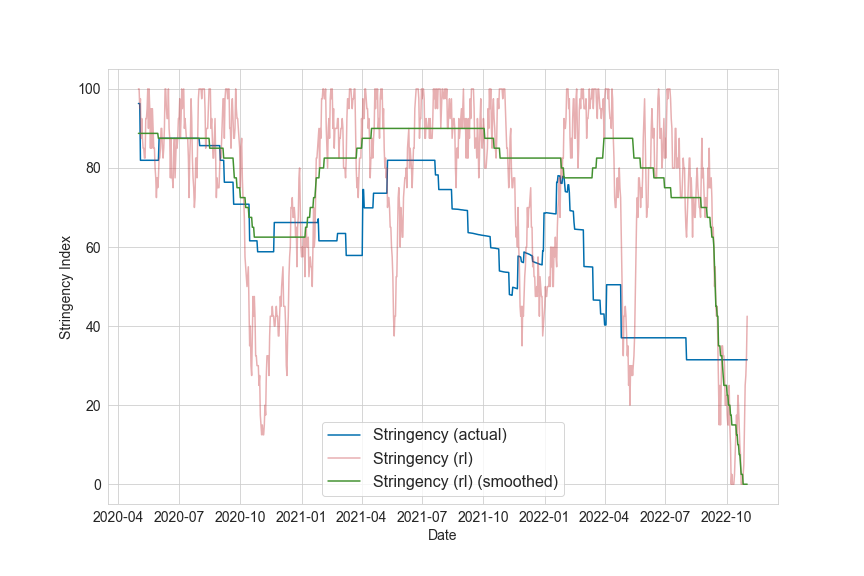 100
80
60
40
20
0
Stringency Index
Stringency (actual)
Stringency (rl)
Stringency (rl) (smoothed)
2020-04 2020-07 2020-10 2021-01 2021-04 2021-07 2021-10 2022-01 2022-04 2022-07 2022-10
Date